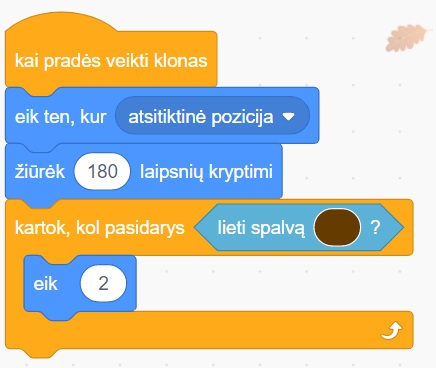 kai pradės veikti klonas
eik ten, kur atsitiktinė pozicija
žiūrėk 180 laipsnių kryptimi
kartok, kol pasidarys lieti spalvą ?
eik 2